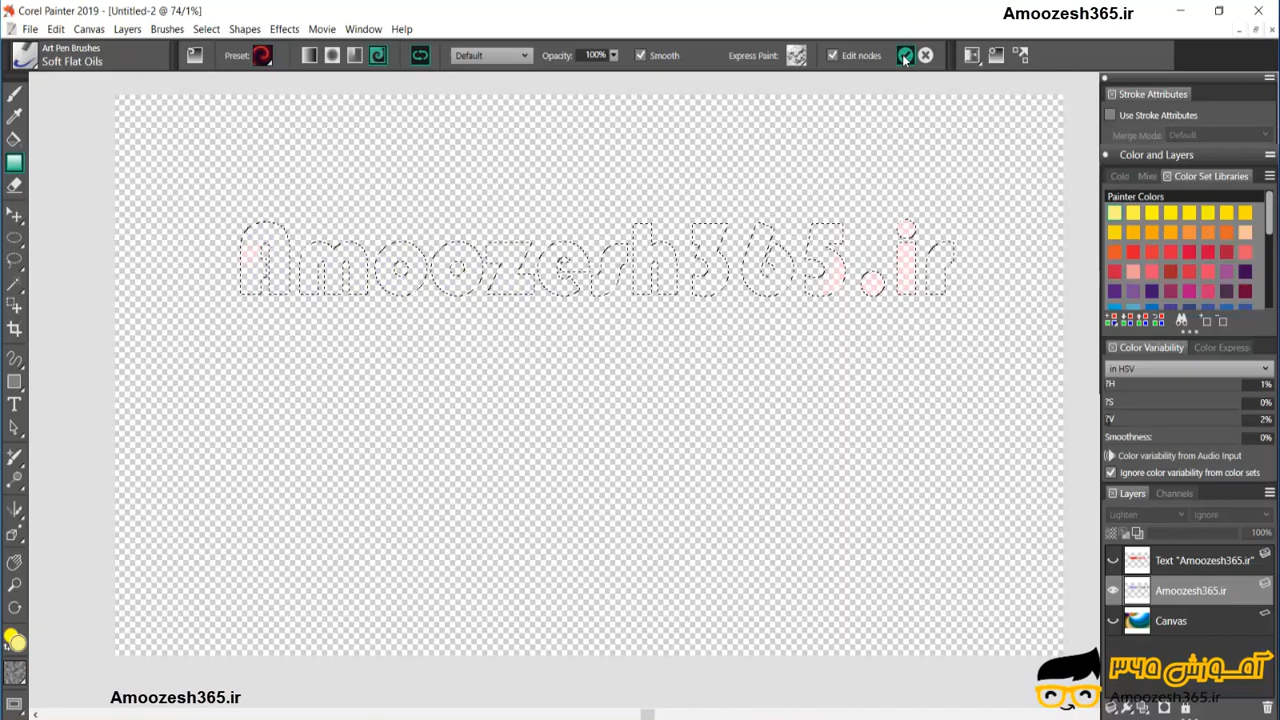 Corel Painter 2019 - [Untitled-2 @ 74/1%]
Amoozesh365.ir
File Edit Canvas Layers Brushes Select Shapes Effects Movie Window Help
Art Pen Brushes
Soft Flat Oils
Preset:
Default
Opacity: 100%
Smooth
Express Paint:
Edit nodes
Stroke Attributes
Use Stroke Attributes
Merge Mode: Default
Color and Layers
Colo Mixe Color Set Libraries
Painter Colors
Amoozesh365.ir
Color Variability Color Express
in HSV
?H 1%
?S 0%
?V 2%
Smoothness: 0%
Color variability from Audio Input
Ignore color variability from color sets
Layers Channels
Lighten Ignore
100%
Text "Amoozesh365.ir"
Amoozesh365.ir
Canvas
آموزش ۳۶۵
Amoozesh365.ir
Amoozesh365.ir